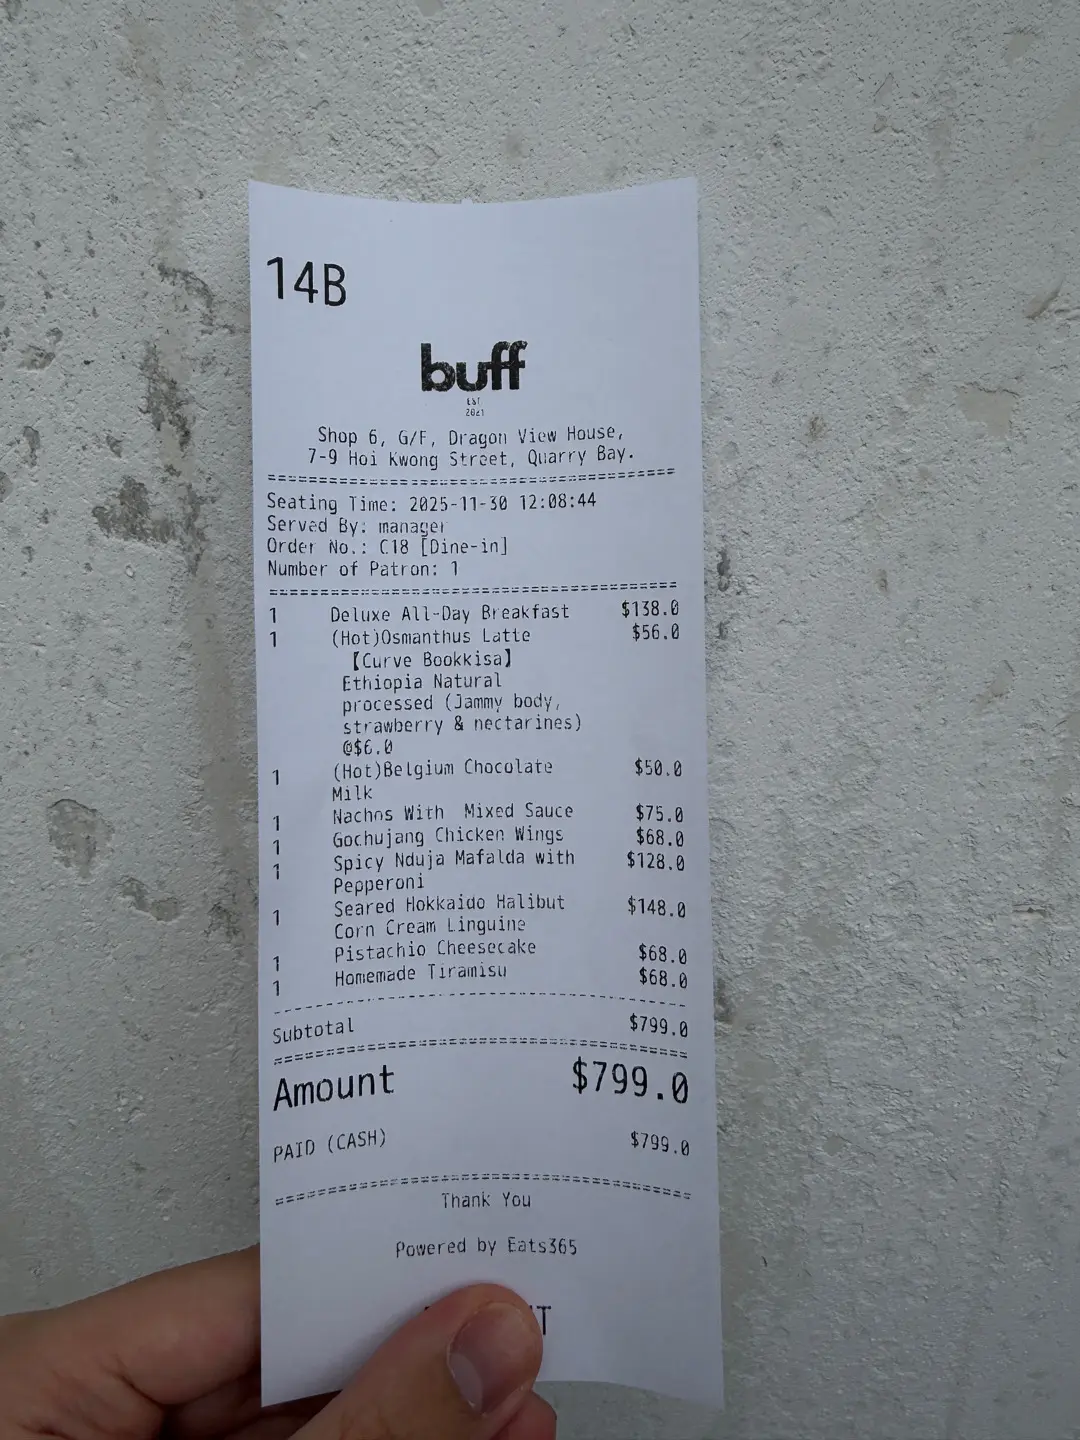 14B
buff
EST
2021
Shop 6, G/F, Dragon View House,
7-9 Hoi Kwong Street, Quarry Bay.
Seating Time: 2025-11-30 12:08:44
Served By: manager
Order No.: C18 [Dine-in]
Number of Patron: 1
1 Deluxe All-Day Breakfast $138.0
1 (Hot)Osmanthus Latte $56.0
【Curve Bookkisa】
Ethiopia Natural
processed (Jammy body,
strawberry & nectarines)
@$6.0
1 (Hot)Belgium Chocolate $50.0
Milk
1 Nachos With Mixed Sauce $75.0
1 Gochujang Chicken Wings $68.0
1 Spicy Nduja Mafalda with $128.0
Pepperoni
1 Seared Hokkaido Halibut $148.0
Corn Cream Linguine
1 Pistachio Cheesecake $68.0
1 Homemade Tiramisu $68.0
Subtotal $799.0
Amount $799.0
PAID (CASH) $799.0
Thank You
Powered by Eats365